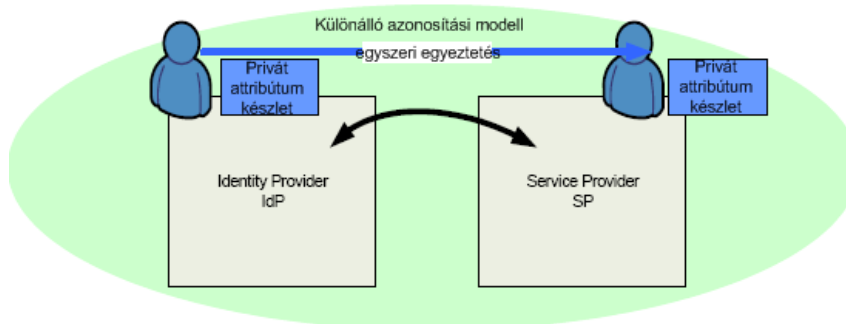 Különálló azonosítási modell
egyszeri egyeztetés
Privát
attribútum
készlet
Privát
attribútum
készlet
Identity Provider
IdP
Service Provider
SP